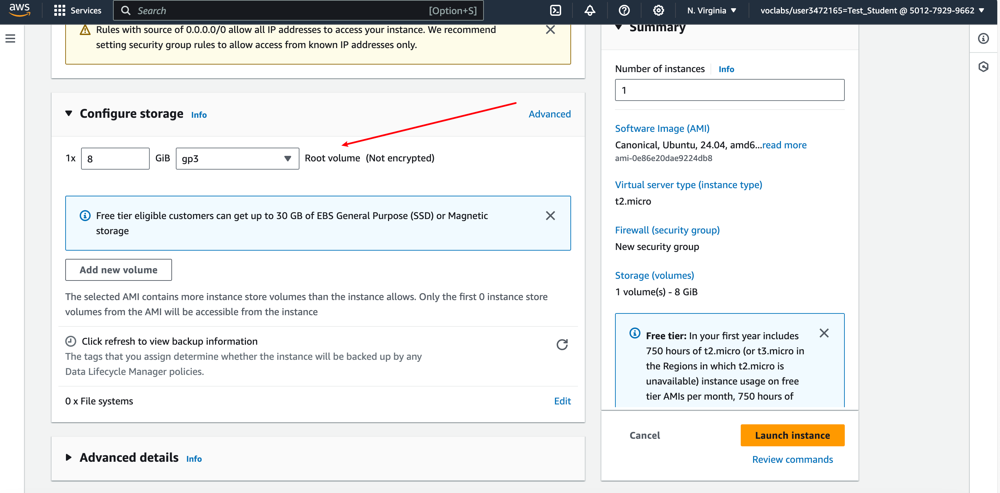 aws Services Search [Option+S] N. Virginia voclabs/user3472165=Test_Student @ 5012-7929-9662
Rules with source of 0.0.0.0/0 allow all IP addresses to access your instance. We recommend
setting security group rules to allow access from known IP addresses only.
Configure storage Info Advanced
1x 8 GiB gp3 Root volume (Not encrypted)
Free tier eligible customers can get up to 30 GB of EBS General Purpose (SSD) or Magnetic
storage
Add new volume
The selected AMI contains more instance store volumes than the instance allows. Only the first 0 instance store
volumes from the AMI will be accessible from the instance
Click refresh to view backup information
The tags that you assign determine whether the instance will be backed up by any
Data Lifecycle Manager policies.
0 x File systems Edit
Advanced details Info
Summary
Number of instances Info
1
Software Image (AMI)
Canonical, Ubuntu, 24.04, amd6...read more
ami-0e86e20dae9224db8
Virtual server type (instance type)
t2.micro
Firewall (security group)
New security group
Storage (volumes)
1 volume(s) - 8 GiB
Free tier: In your first year includes
750 hours of t2.micro (or t3.micro in
the Regions in which t2.micro is
unavailable) instance usage on free
tier AMIs per month, 750 hours of
Cancel Launch instance
Review commands